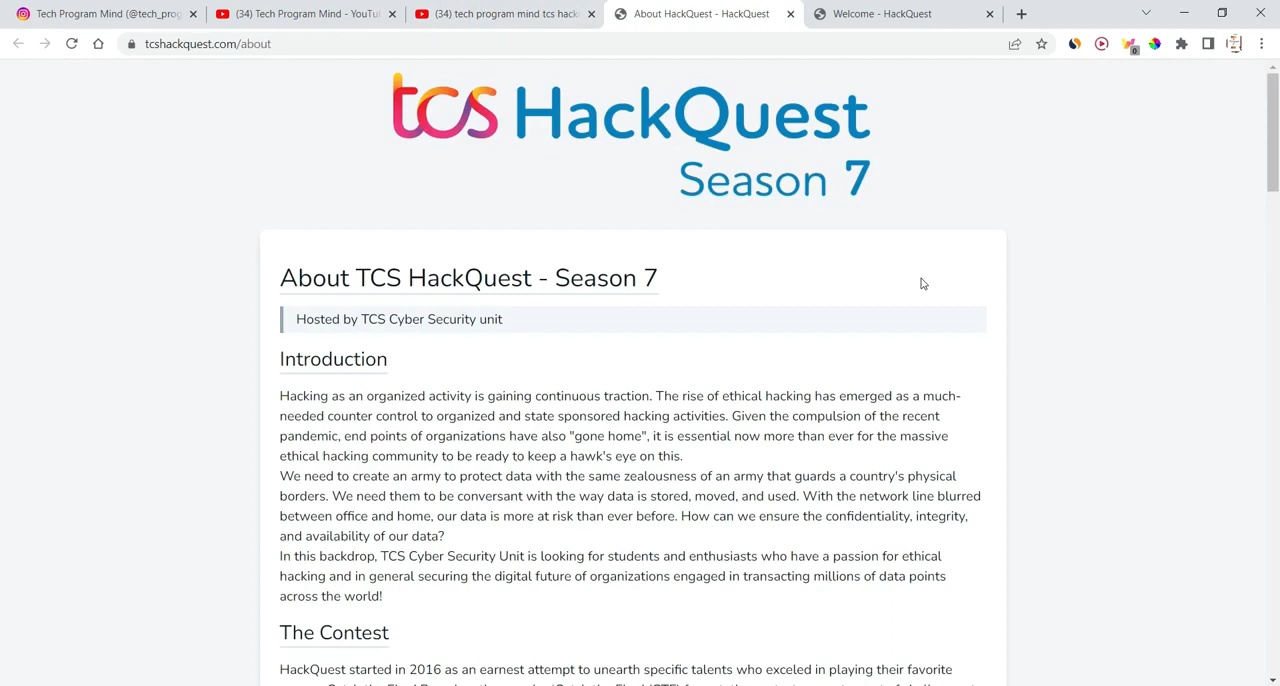 Tech Program Mind (@tech_prog
(34) Tech Program Mind - YouTu
(34) tech program mind tcs hack
About HackQuest - HackQuest
Welcome - HackQuest
tcshackquest.com/about
0
tcs HackQuest
Season 7
About TCS HackQuest - Season 7
Hosted by TCS Cyber Security unit
Introduction
Hacking as an organized activity is gaining continuous traction. The rise of ethical hacking has emerged as a much-
needed counter control to organized and state sponsored hacking activities. Given the compulsion of the recent
pandemic, end points of organizations have also "gone home", it is essential now more than ever for the massive
ethical hacking community to be ready to keep a hawk's eye on this.
We need to create an army to protect data with the same zealousness of an army that guards a country's physical
borders. We need them to be conversant with the way data is stored, moved, and used. With the network line blurred
between office and home, our data is more at risk than ever before. How can we ensure the confidentiality, integrity,
and availability of our data?
In this backdrop, TCS Cyber Security Unit is looking for students and enthusiasts who have a passion for ethical
hacking and in general securing the digital future of organizations engaged in transacting millions of data points
across the world!
The Contest
HackQuest started in 2016 as an earnest attempt to unearth specific talents who exceled in playing their favorite